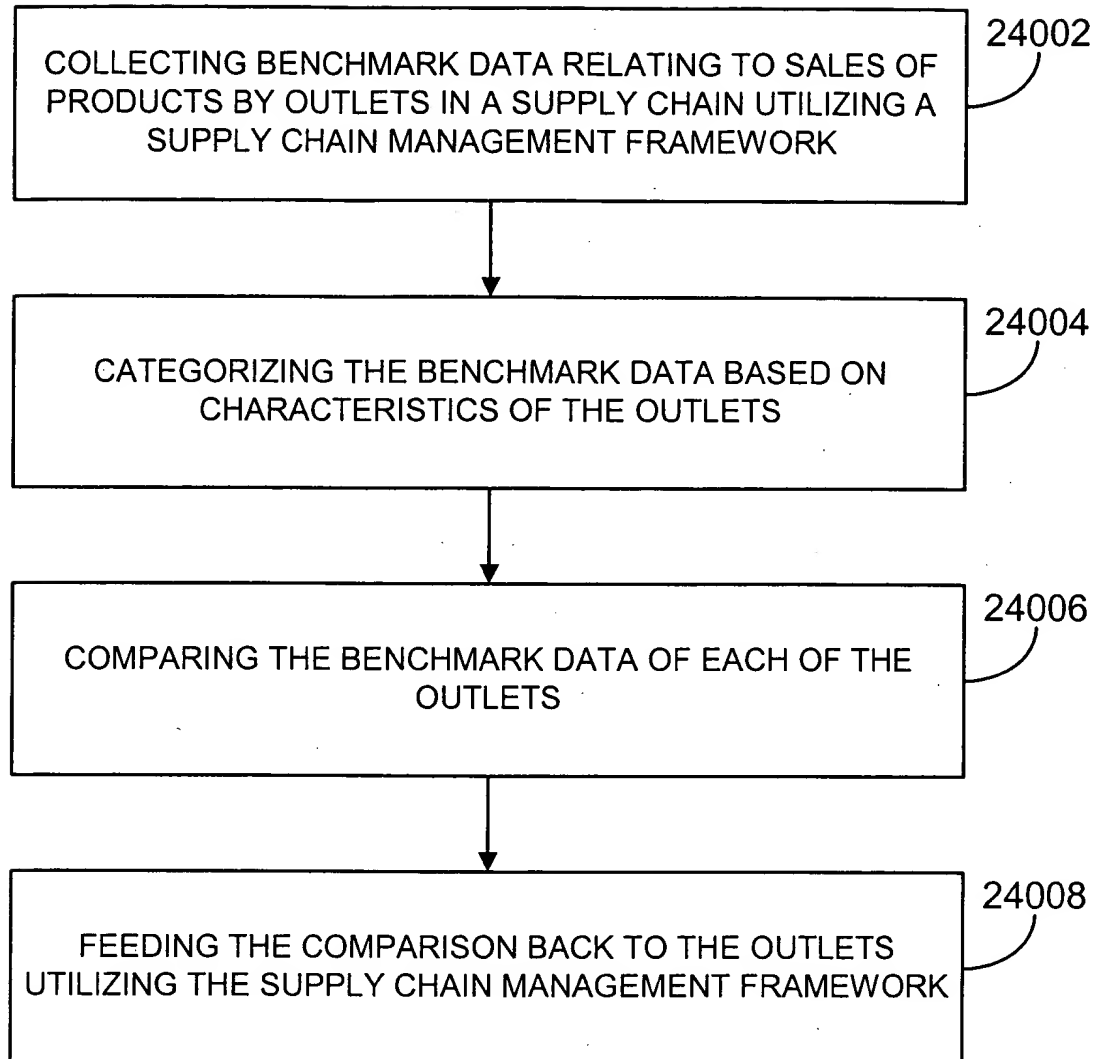 24002
COLLECTING BENCHMARK DATA RELATING TO SALES OF
PRODUCTS BY OUTLETS IN A SUPPLY CHAIN UTILIZING A
SUPPLY CHAIN MANAGEMENT FRAMEWORK
24004
CATEGORIZING THE BENCHMARK DATA BASED ON
CHARACTERISTICS OF THE OUTLETS
24006
COMPARING THE BENCHMARK DATA OF EACH OF THE
OUTLETS
24008
FEEDING THE COMPARISON BACK TO THE OUTLETS
UTILIZING THE SUPPLY CHAIN MANAGEMENT FRAMEWORK